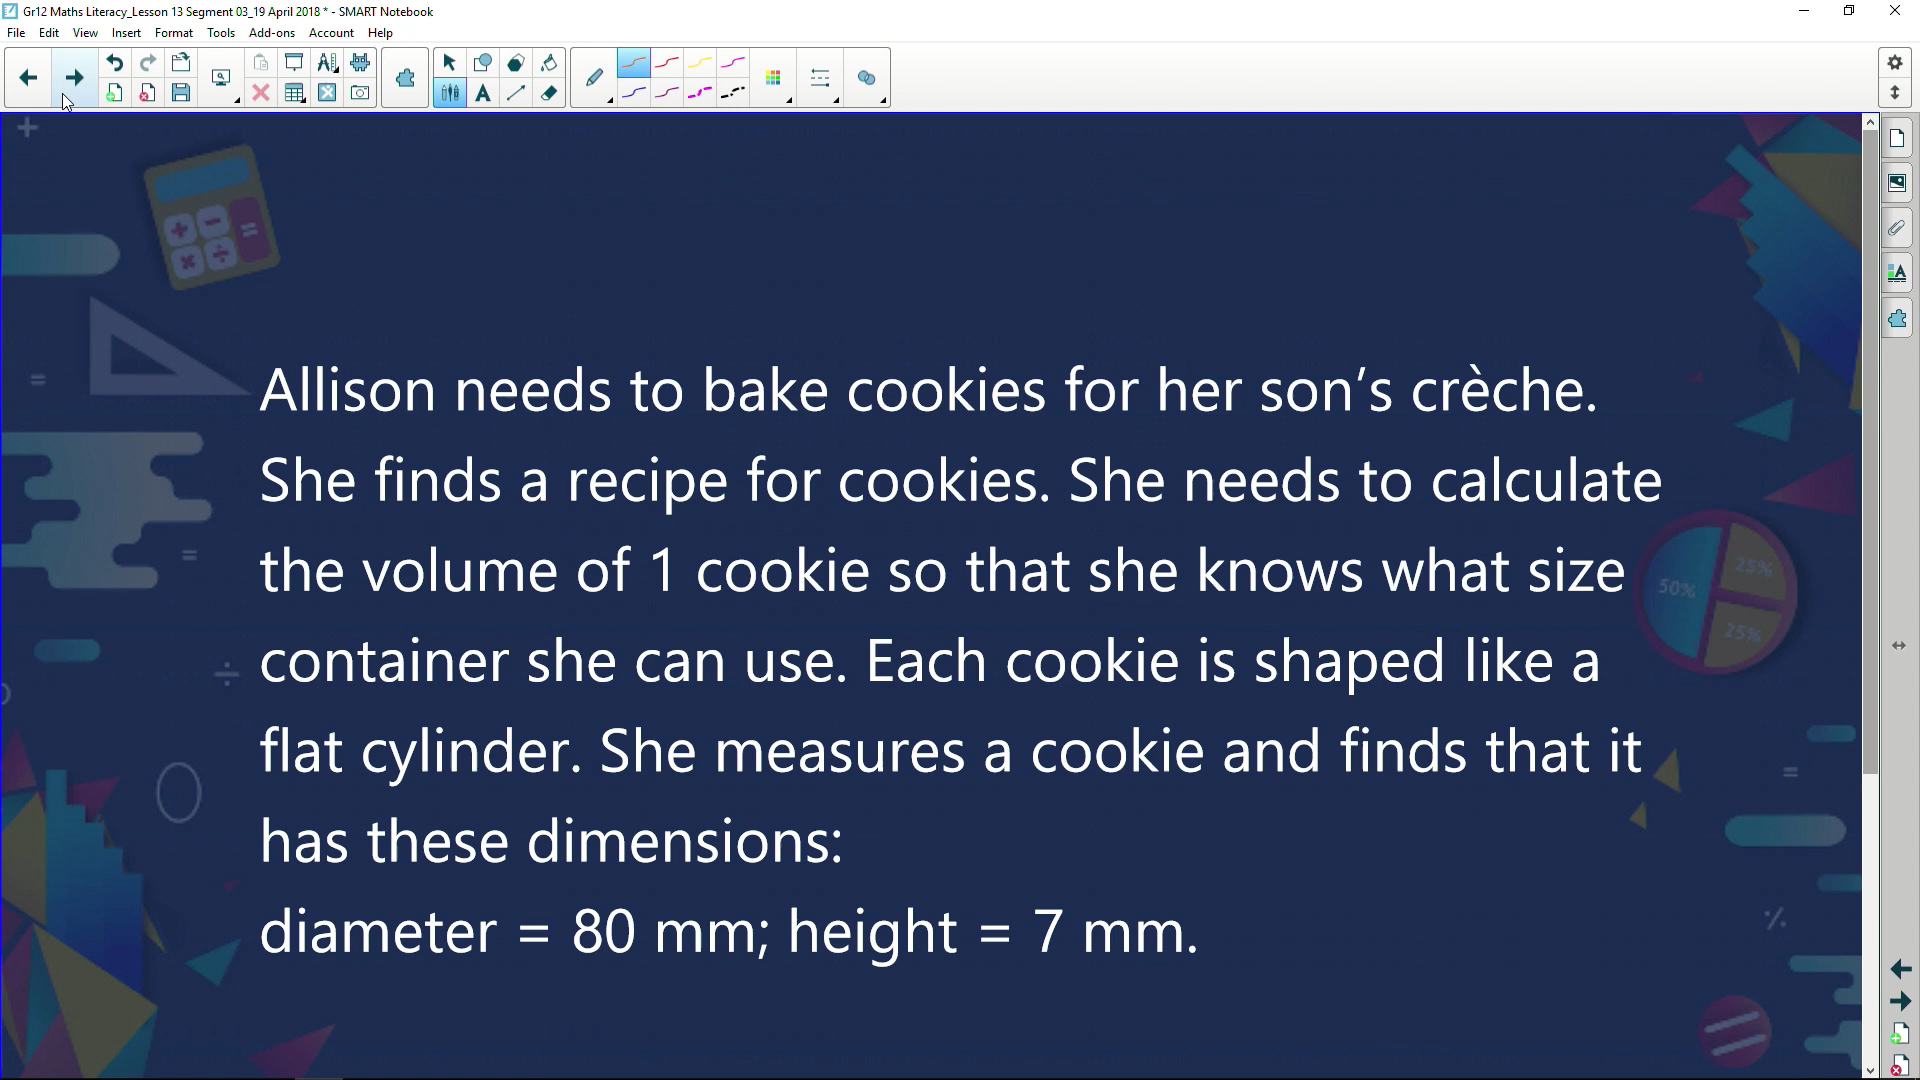 Gr12 Maths Literacy_Lesson 13 Segment 03_19 April 2018 * - SMART Notebook
File Edit View Insert Format Tools Add-ons Account Help
Allison needs to bake cookies for her son’s crèche.
She finds a recipe for cookies. She needs to calculate
the volume of 1 cookie so that she knows what size
container she can use. Each cookie is shaped like a
flat cylinder. She measures a cookie and finds that it
has these dimensions:
diameter = 80 mm; height = 7 mm.
50% 25%
25%